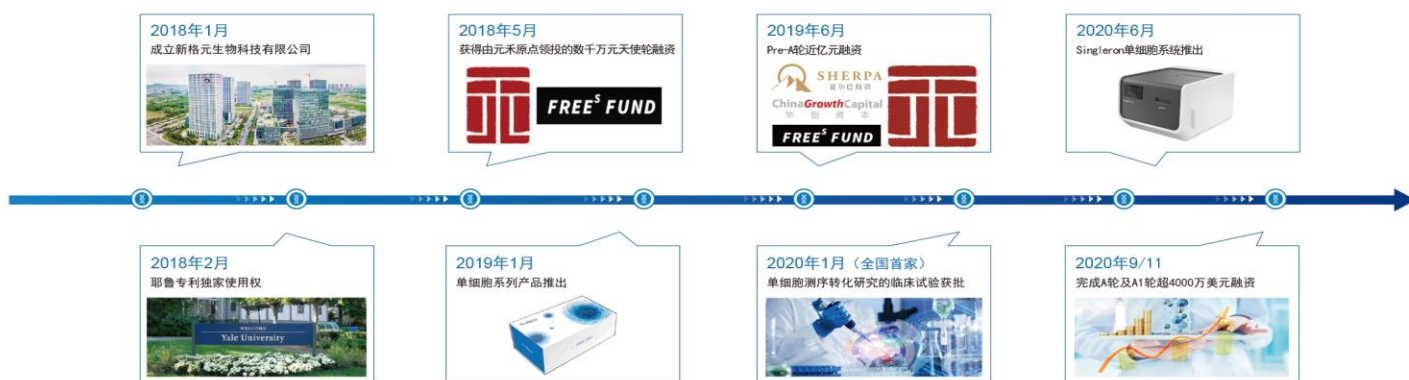 2018年1月
成立新格元生物科技有限公司
2018年5月
获得由元禾原点领投的数千万元天使轮融资
FREES FUND
2019年6月
Pre-A轮近亿元融资
SHERPA
夏尔巴投资
ChinaGrowthCapital
华创资本
FREES FUND
2020年6月
Singleron单细胞系统推出
2018年2月
耶鲁专利独家使用权
WELCOME
Yale University
2019年1月
单细胞系列产品推出
2020年1月（全国首家）
单细胞测序转化研究的临床试验获批
2020年9/11
完成A轮及A1轮超4000万美元融资